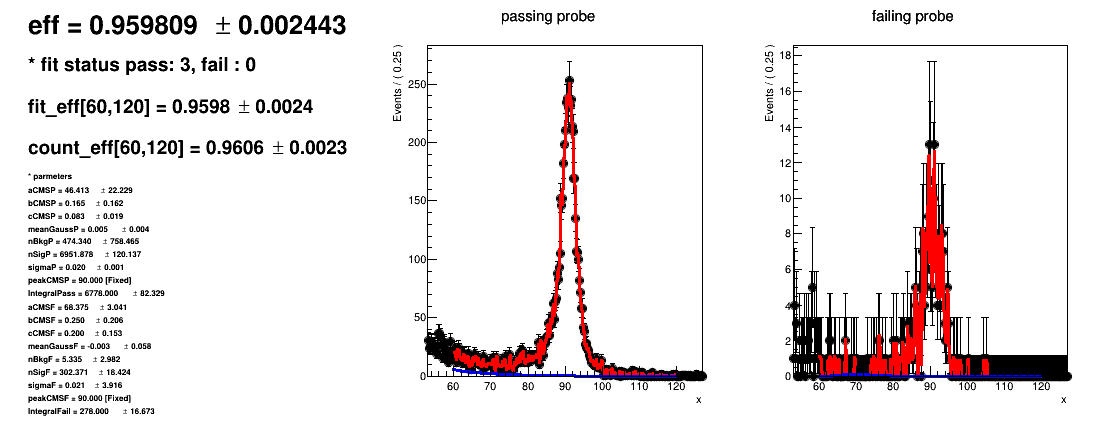 eff = 0.959809 ± 0.002443
* fit status pass: 3, fail : 0
fit_eff[60,120] = 0.9598 ± 0.0024
count_eff[60,120] = 0.9606 ± 0.0023
* parmeters
aCMSP = 46.413 ± 22.229
bCMSP = 0.165 ± 0.162
cCMSP = 0.083 ± 0.019
meanGaussP = 0.005 ± 0.004
nBkgP = 474.340 ± 758.465
nSigP = 6951.878 ± 120.137
sigmaP = 0.020 ± 0.001
peakCMSP = 90.000 [Fixed]
IntegralPass = 6778.000 ± 82.329
aCMSF = 68.375 ± 3.041
bCMSF = 0.250 ± 0.206
cCMSF = 0.200 ± 0.153
meanGaussF = -0.003 ± 0.058
nBkgF = 5.335 ± 2.982
nSigF = 302.371 ± 16.424
sigmaF = 0.021 ± 3.916
peakCMSF = 90.000 [Fixed]
IntegralFail = 278.000 ± 16.673
passing probe
Events / ( 0.25 )
250
200
150
100
50
0
60 70 80 90 100 110 120
x
failing probe
Events / ( 0.25 )
18
16
14
12
10
8
6
4
2
0
60 70 80 90 100 110 120
x